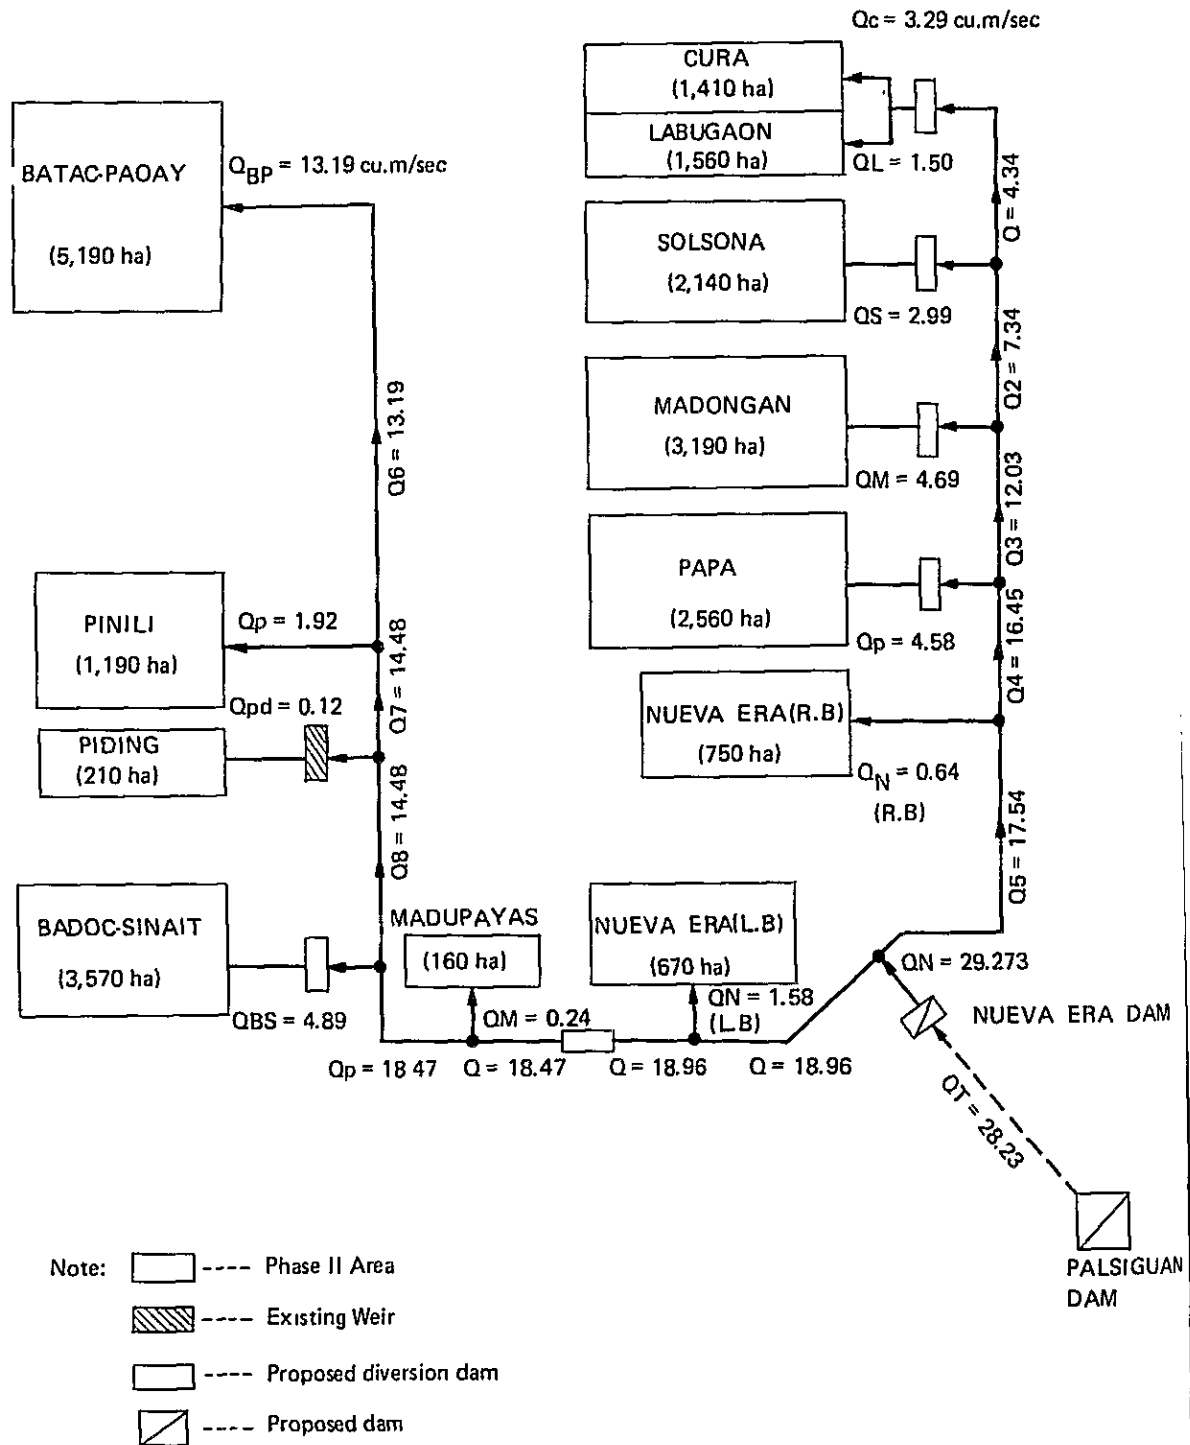 Qc = 3.29 cu.m/sec
CURA
(1,410 ha)
LABUGAON
(1,560 ha)
QL = 1.50
Q = 4.34
BATAC-PAOAY
(5,190 ha)
Q_BP = 13.19 cu.m/sec
SOLSONA
(2,140 ha)
QS = 2.99
Q2 = 7.34
MADONGAN
(3,190 ha)
QM = 4.69
Q3 = 12.03
Q6 = 13.19
PAPA
(2,560 ha)
Qp = 4.58
Q4 = 16.45
PINILI
(1,190 ha)
Qp = 1.92
Q7 = 14.48
Qpd = 0.12
PIDING
(210 ha)
NUEVA ERA(R.B)
(750 ha)
Q_N = 0.64
(R.B)
Q8 = 14.48
Q5 = 17.54
BADOC-SINAIT
(3,570 ha)
QBS = 4.89
MADUPAYAS
(160 ha)
QM = 0.24
NUEVA ERA(L.B)
(670 ha)
QN = 1.58
(L.B)
QN = 29.273
NUEVA ERA DAM
Qp = 18 47
Q = 18.47
Q = 18.96
Q = 18.96
QT = 28.23
PALSIGUAN
DAM
Note:
---- Phase II Area
---- Existing Weir
---- Proposed diversion dam
---- Proposed dam